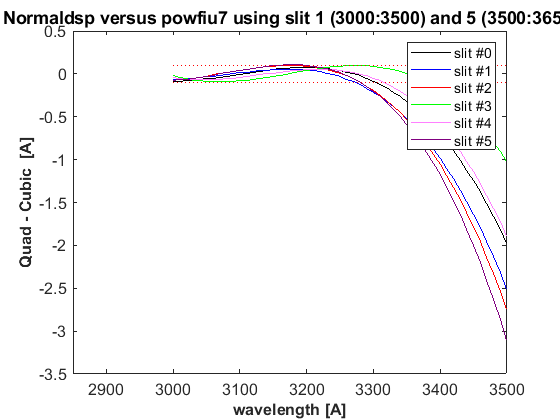 Normaldsp versus powfiu7 using slit 1 (3000:3500) and 5 (3500:365
0.5
0
-0.5
-1
-1.5
-2
-2.5
-3
-3.5
Quad - Cubic [A]
slit #0
slit #1
slit #2
slit #3
slit #4
slit #5
2900
3000
3100
3200
3300
3400
3500
wavelength [A]